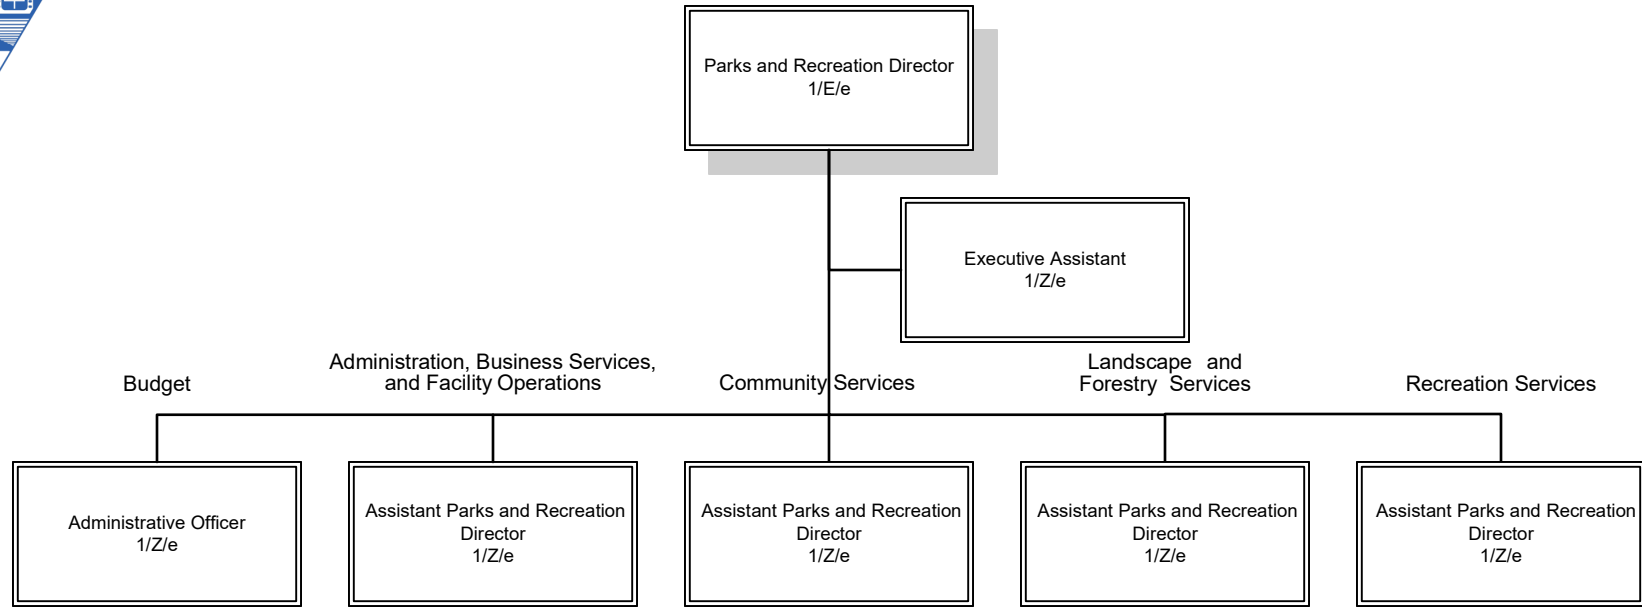 Parks and Recreation Director
1/E/e
Executive Assistant
1/Z/e
Budget
Administration, Business Services,
and Facility Operations
Community Services
Landscape and
Forestry Services
Recreation Services
Administrative Officer
1/Z/e
Assistant Parks and Recreation
Director
1/Z/e
Assistant Parks and Recreation
Director
1/Z/e
Assistant Parks and Recreation
Director
1/Z/e
Assistant Parks and Recreation
Director
1/Z/e